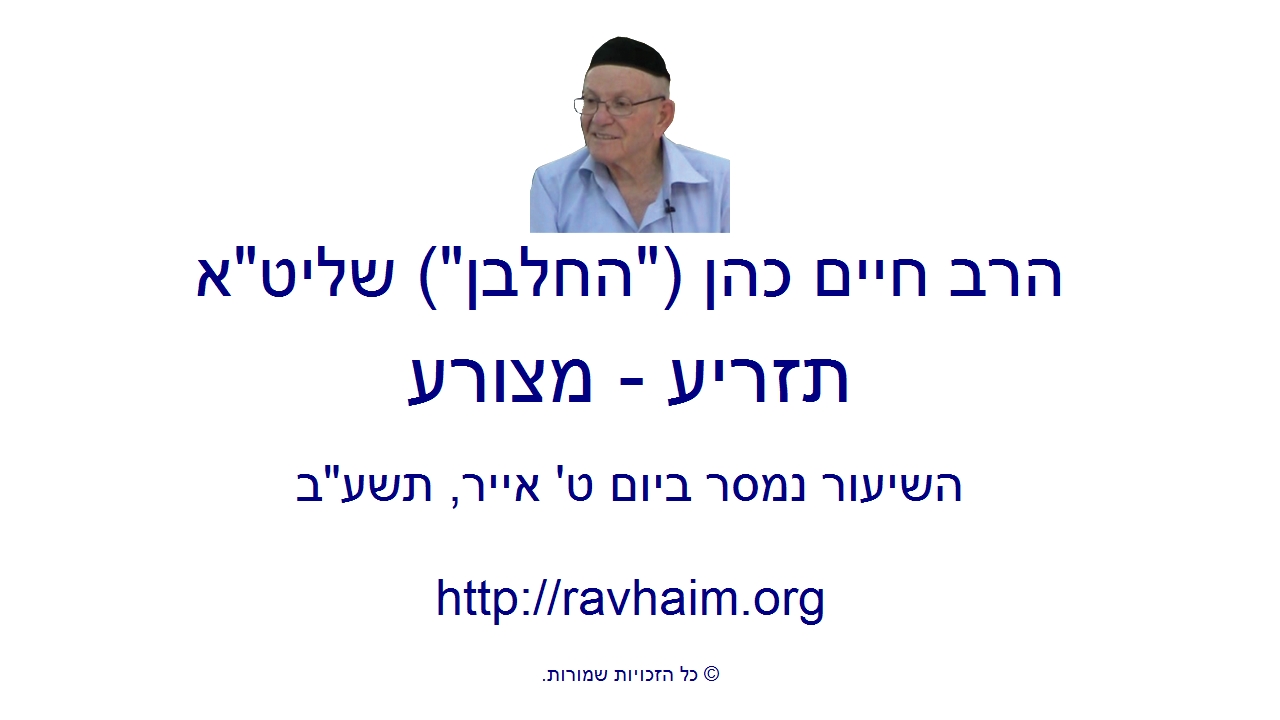 הרב חיים כהן ("החלבן") שליט"א
תזריע - מצורע
השיעור נמסר ביום ט' אייר, תשע"ב
http://ravhaim.org
© כל הזכויות שמורות.